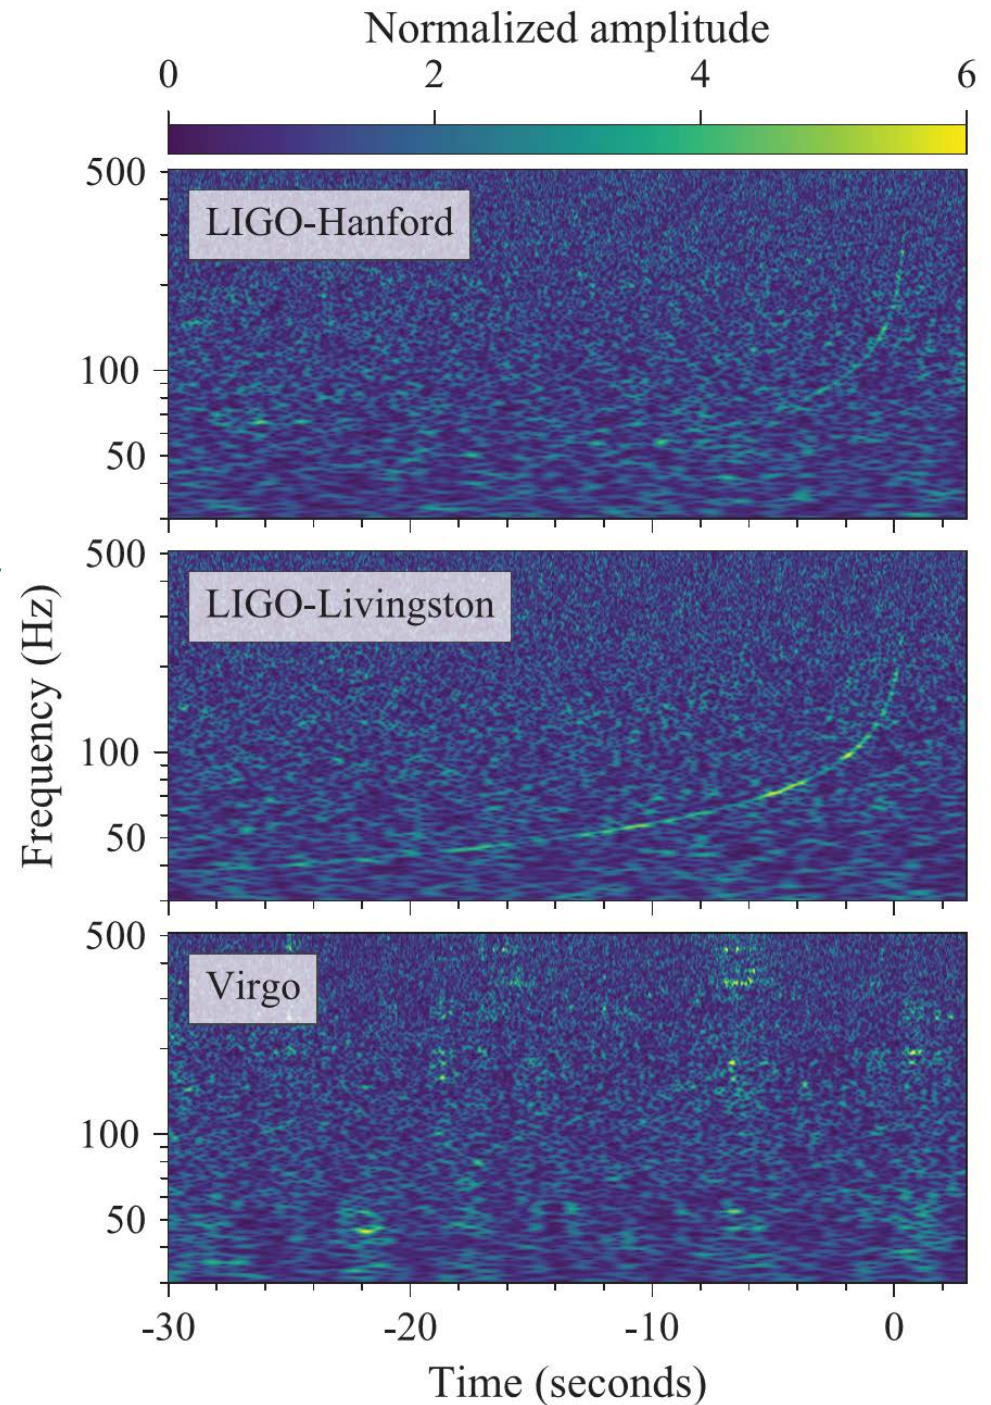 Normalized amplitude
0 2 4 6
500
LIGO-Hanford
100
50
500
LIGO-Livingston
100
50
Frequency (Hz)
500
Virgo
100
50
-30 -20 -10 0
Time (seconds)